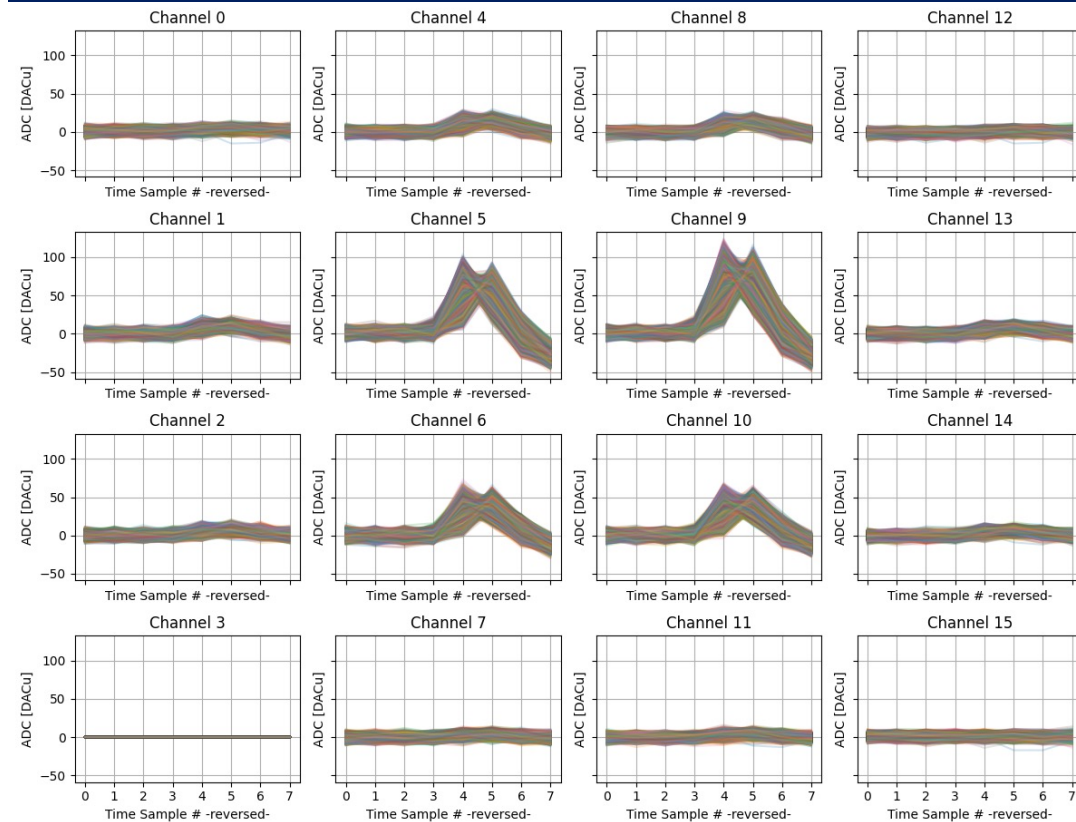 Channel 0 Channel 4 Channel 8 Channel 12
ADC [DACu] ADC [DACu] ADC [DACu] ADC [DACu]
100
50
0
−50
Time Sample # -reversed- Time Sample # -reversed- Time Sample # -reversed- Time Sample # -reversed-
Channel 1 Channel 5 Channel 9 Channel 13
ADC [DACu] ADC [DACu] ADC [DACu] ADC [DACu]
100
50
0
−50
Time Sample # -reversed- Time Sample # -reversed- Time Sample # -reversed- Time Sample # -reversed-
Channel 2 Channel 6 Channel 10 Channel 14
ADC [DACu] ADC [DACu] ADC [DACu] ADC [DACu]
100
50
0
−50
Time Sample # -reversed- Time Sample # -reversed- Time Sample # -reversed- Time Sample # -reversed-
Channel 3 Channel 7 Channel 11 Channel 15
ADC [DACu] ADC [DACu] ADC [DACu] ADC [DACu]
100
50
0
−50
0 1 2 3 4 5 6 7 0 1 2 3 4 5 6 7 0 1 2 3 4 5 6 7 0 1 2 3 4 5 6 7
Time Sample # -reversed- Time Sample # -reversed- Time Sample # -reversed- Time Sample # -reversed-